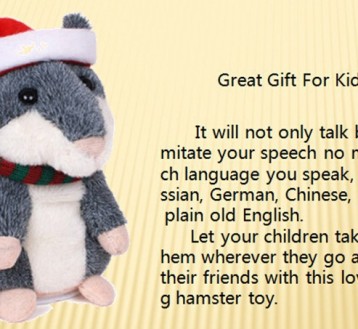 Great Gift For Kid
It will not only talk b
mitate your speech no m
ch language you speak,
ssian, German, Chinese,
plain old English.
Let your children tak
hem wherever they go a
their friends with this lov
g hamster toy.